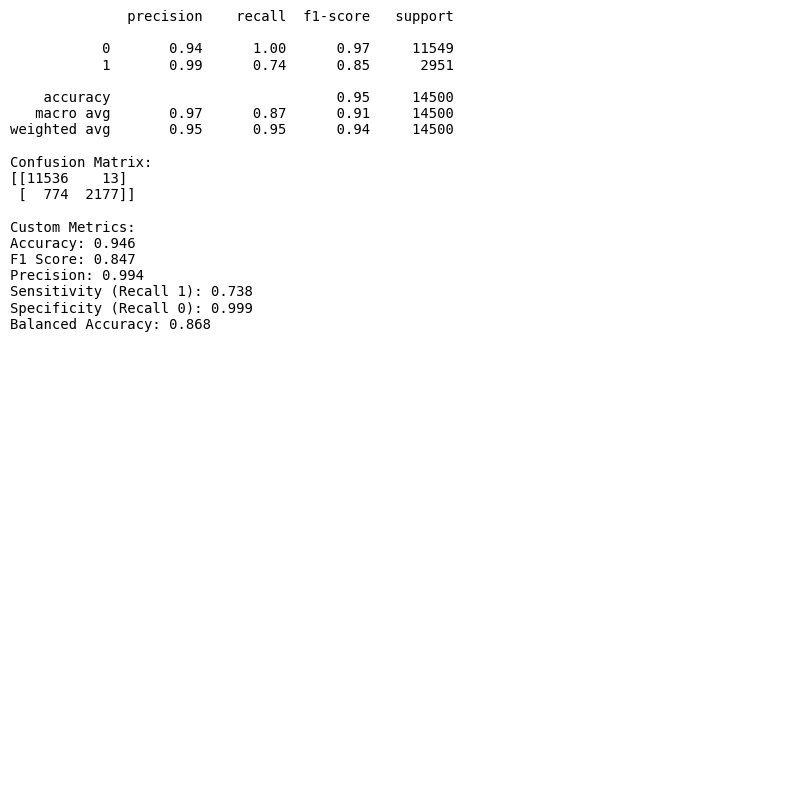 precision    recall  f1-score   support

           0       0.94      1.00      0.97     11549
           1       0.99      0.74      0.85      2951

    accuracy                           0.95     14500
   macro avg       0.97      0.87      0.91     14500
weighted avg       0.95      0.95      0.94     14500

Confusion Matrix:
[[11536    13]
 [  774  2177]]

Custom Metrics:
Accuracy: 0.946
F1 Score: 0.847
Precision: 0.994
Sensitivity (Recall 1): 0.738
Specificity (Recall 0): 0.999
Balanced Accuracy: 0.868